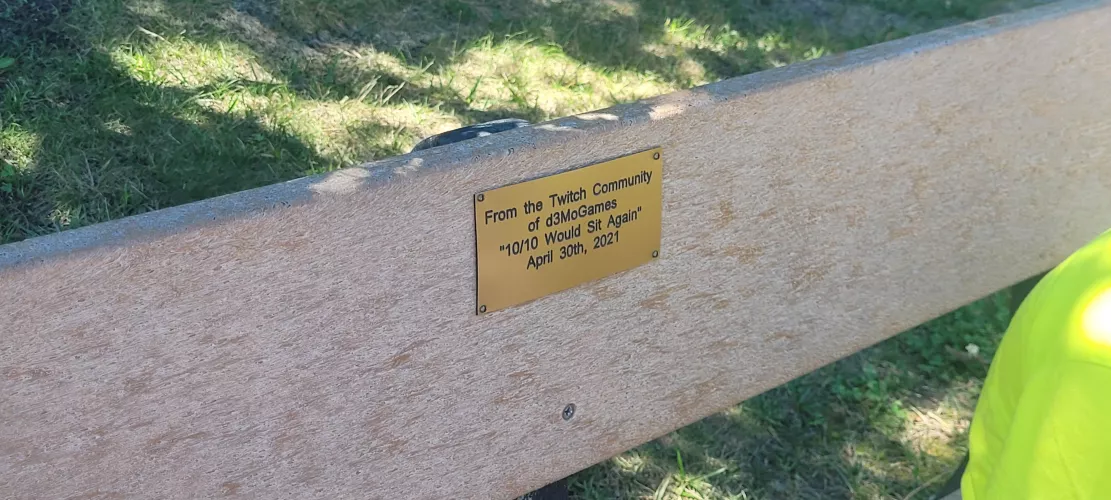 From the Twitch Community
of d3MoGames
"10/10 Would Sit Again"
April 30th, 2021